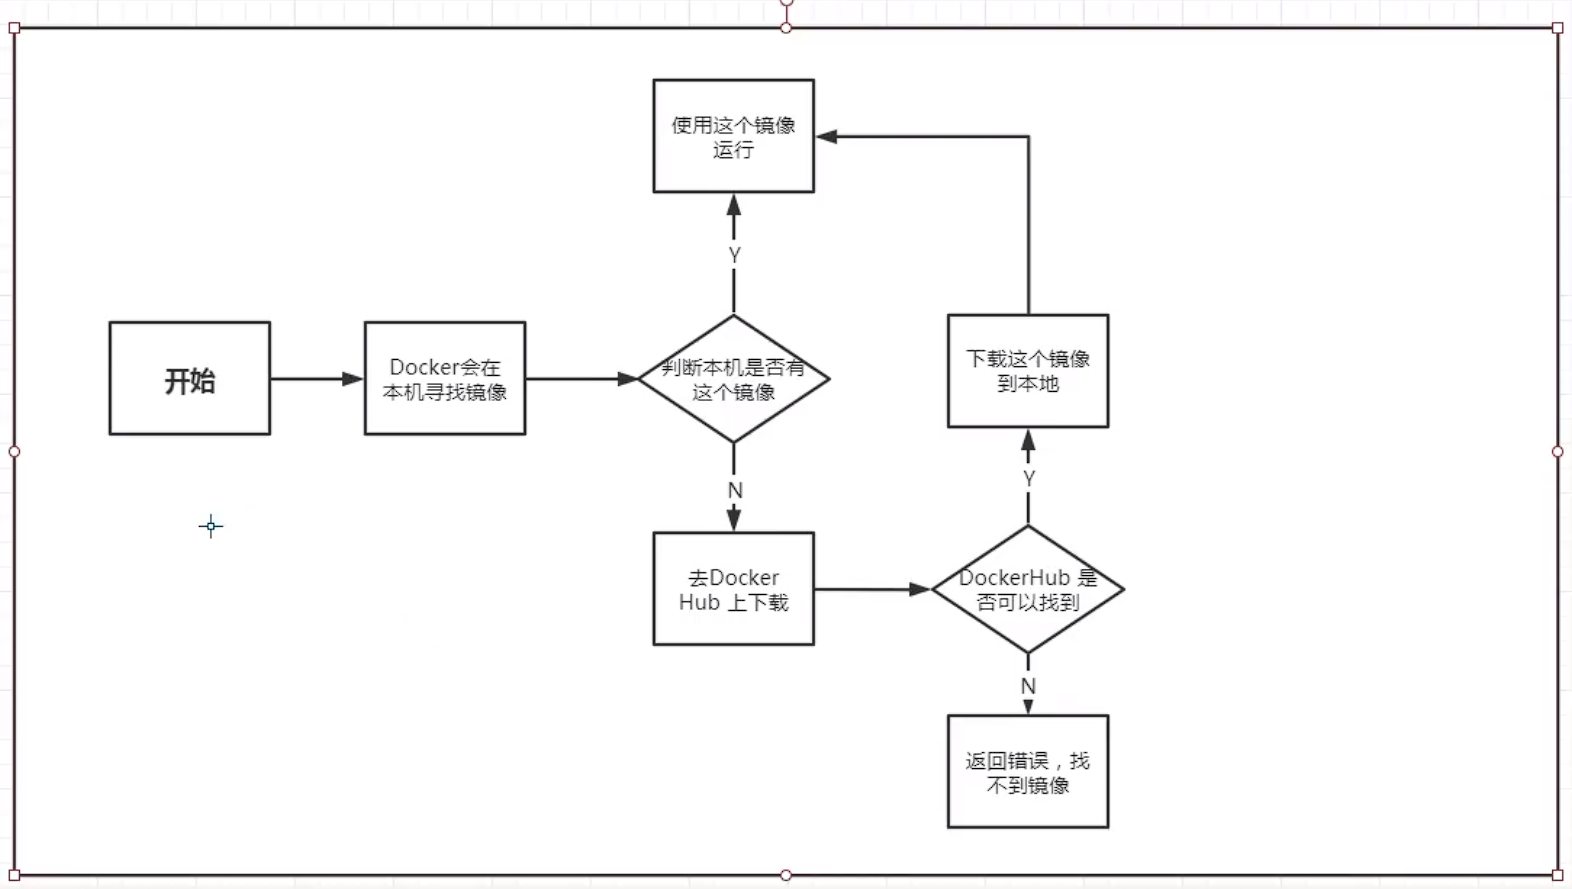 使用这个镜像
运行
Y
开始
Docker会在
本机寻找镜像
判断本机是否有
这个镜像
下载这个镜像
到本地
Y
N
去Docker
Hub 上下载
DockerHub 是
否可以找到
N
返回错误，找
不到镜像